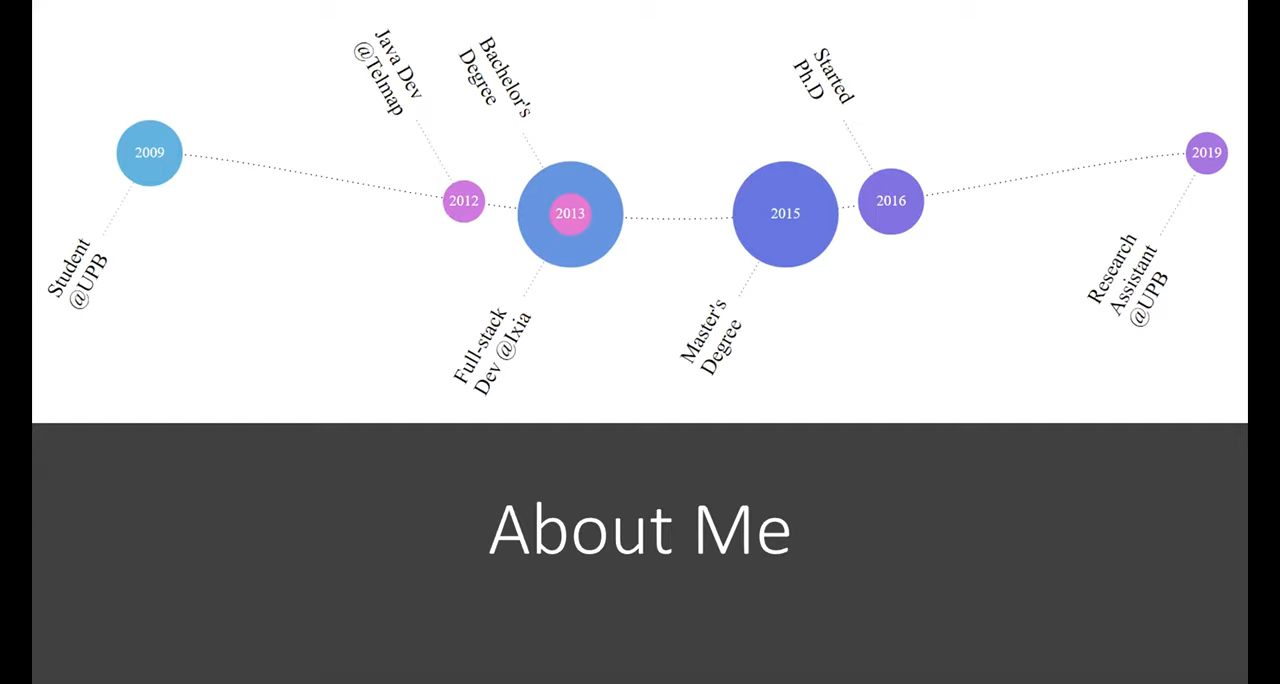 Java Dev
@Telmap
Bachelor's
Degree
Started
Ph.D
2009
2012
2013
2015
2016
2019
Student
@UPB
Full-stack
Dev @Ixia
Master's
Degree
Research
Assistant
@UPB
About Me